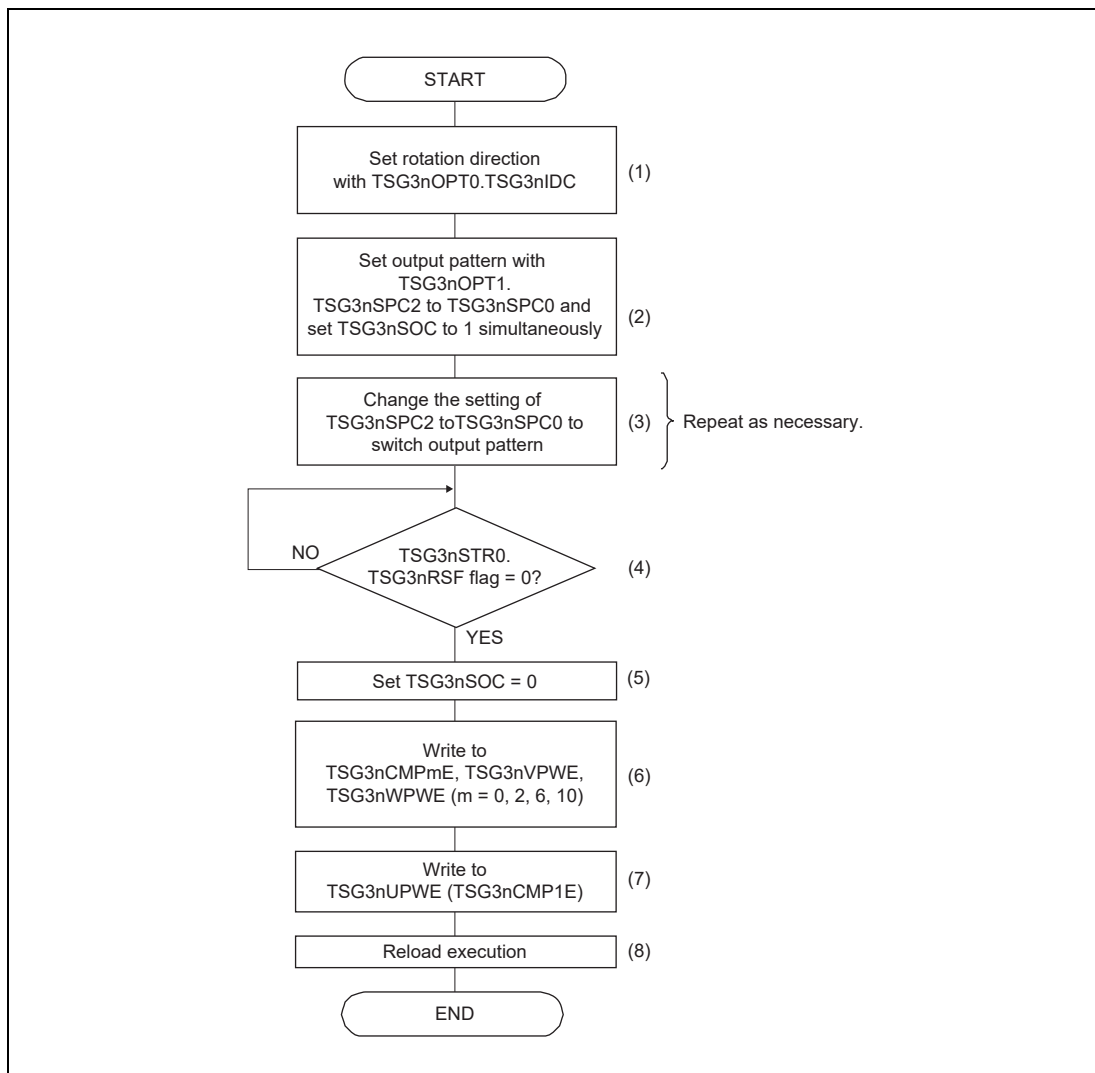 START
Set rotation direction
with TSG3nOPT0.TSG3nIDC
(1)
Set output pattern with
TSG3nOPT1.
TSG3nSPC2 to TSG3nSPC0 and
set TSG3nSOC to 1 simultaneously
(2)
Change the setting of
TSG3nSPC2 toTSG3nSPC0 to
switch output pattern
(3)
Repeat as necessary.
NO
TSG3nSTR0.
TSG3nRSF flag = 0?
(4)
YES
Set TSG3nSOC = 0
(5)
Write to
TSG3nCMPmE, TSG3nVPWE,
TSG3nWPWE (m = 0, 2, 6, 10)
(6)
Write to
TSG3nUPWE (TSG3nCMP1E)
(7)
Reload execution
(8)
END